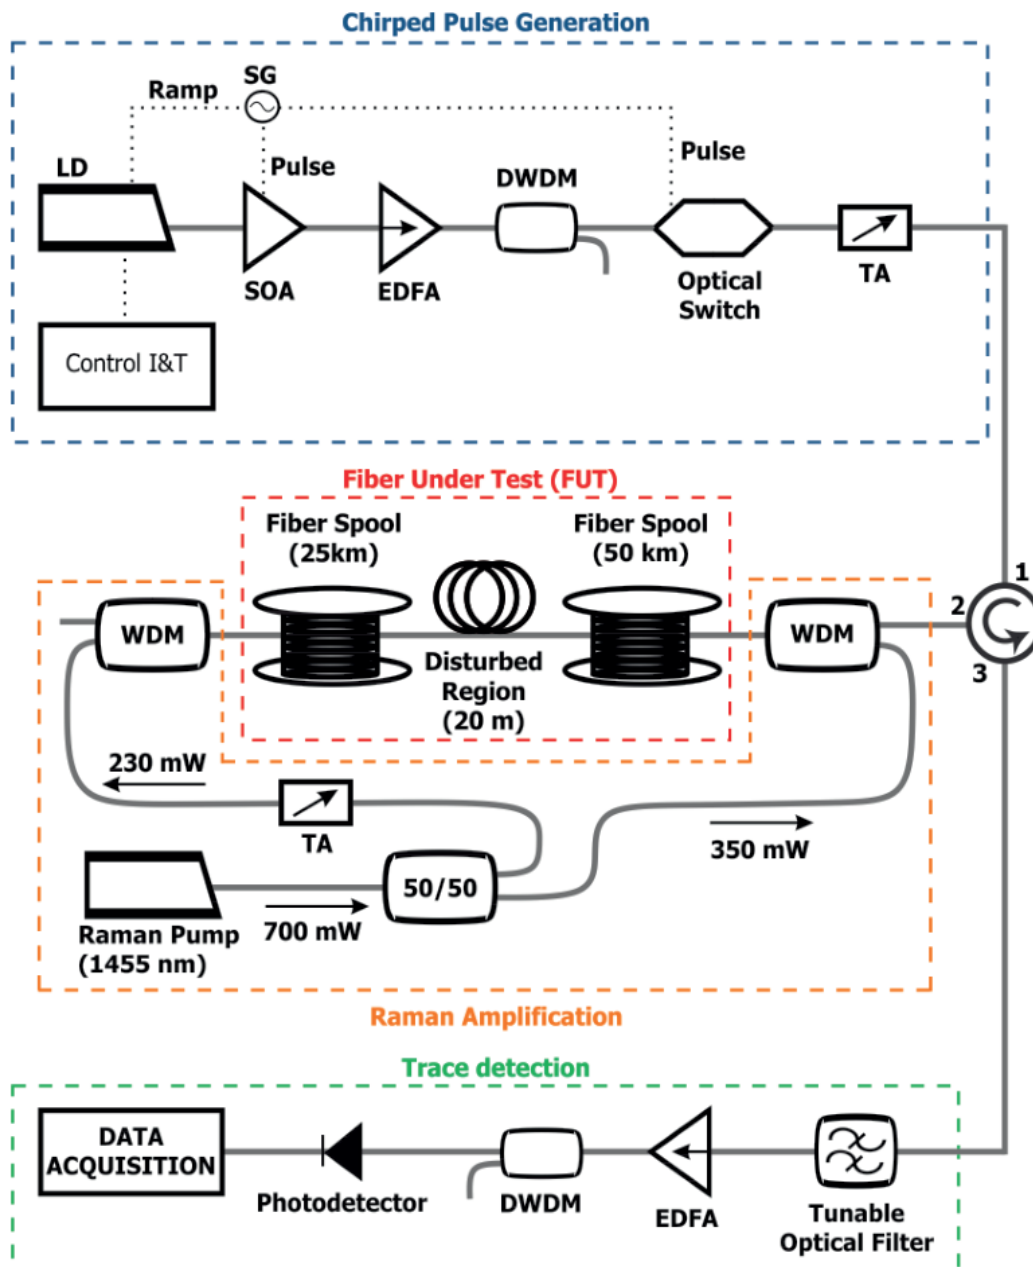 Chirped Pulse Generation
SG
Ramp
LD
Pulse
Pulse
DWDM
SOA
EDFA
Optical
Switch
TA
Control I&T
Fiber Under Test (FUT)
Fiber Spool
(25km)
Fiber Spool
(50 km)
1
2
3
WDM
WDM
Disturbed
Region
(20 m)
230 mW
TA
350 mW
50/50
700 mW
Raman Pump
(1455 nm)
Raman Amplification
Trace detection
DATA
ACQUISITION
Photodetector
DWDM
EDFA
Tunable
Optical Filter